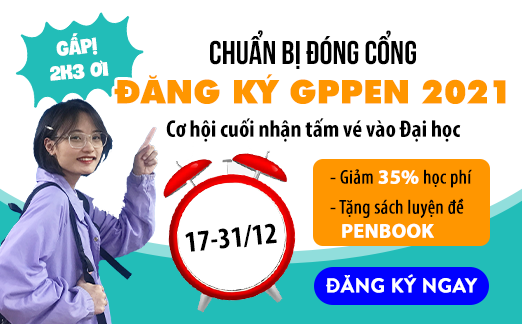 GẤP!
2K3 ƠI
CHUẨN BỊ ĐÓNG CỔNG
ĐĂNG KÝ GPPEN 2021
Cơ hội cuối nhận tấm vé vào Đại học
- Giảm 35% học phí
- Tặng sách luyện đề
PENBOOK
17-31/12
ĐĂNG KÝ NGAY